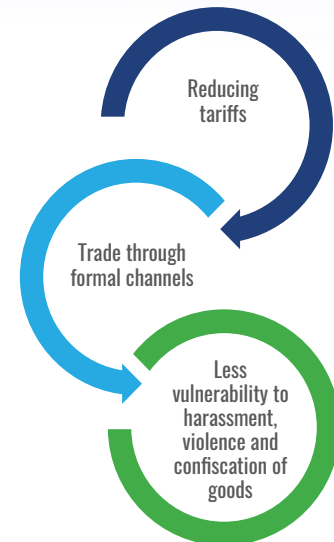 Reducing
tariffs
Trade through
formal channels
Less
vulnerability to
harassment,
violence and
confiscation of
goods